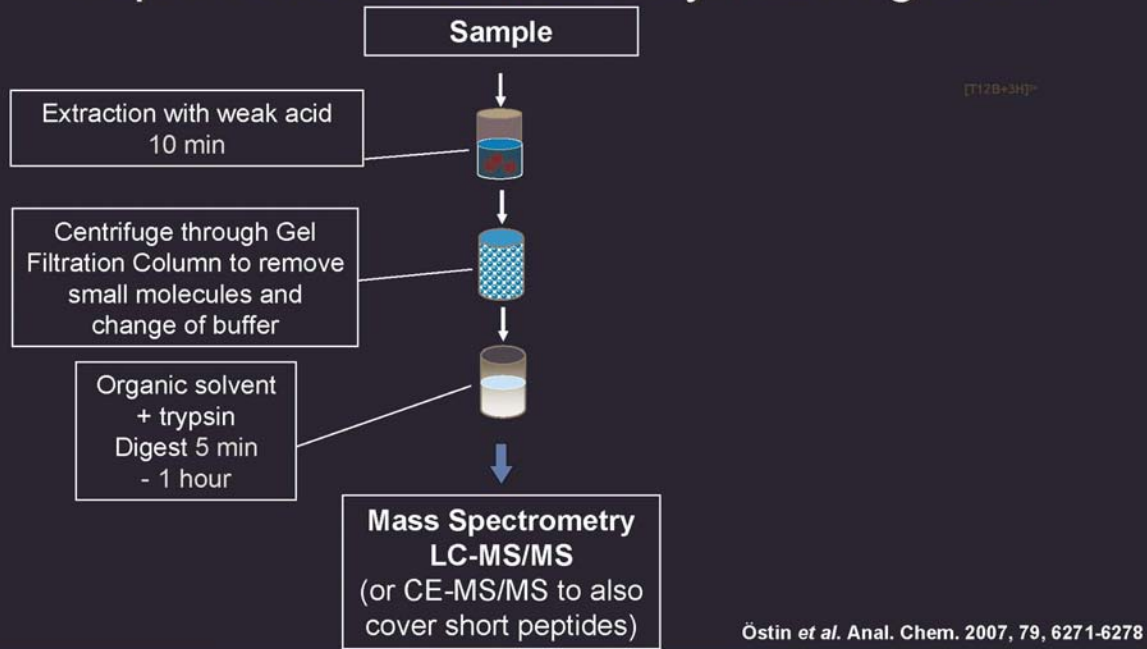 Sample
Extraction with weak acid
10 min
Centrifuge through Gel
Filtration Column to remove
small molecules and
change of buffer
Organic solvent
+ trypsin
Digest 5 min
- 1 hour
Mass Spectrometry
LC-MS/MS
(or CE-MS/MS to also
cover short peptides)
Östin et al. Anal. Chem. 2007, 79, 6271-6278